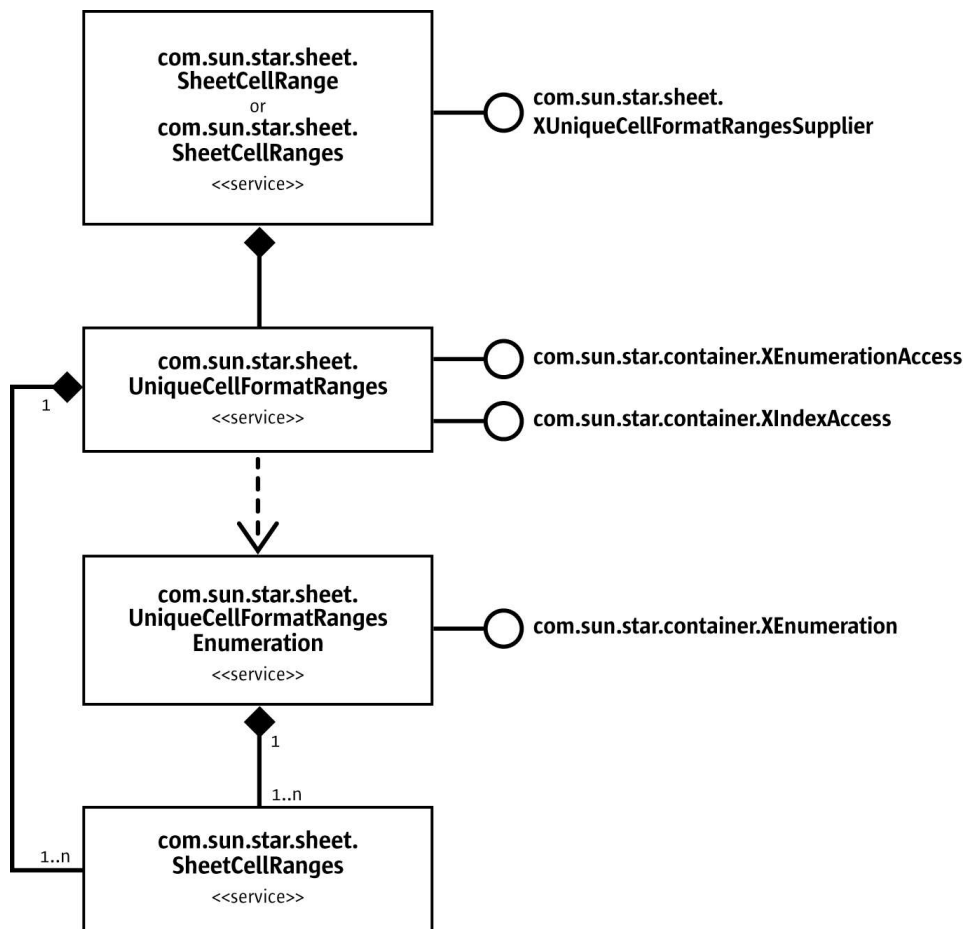 com.sun.star.sheet.
SheetCellRange
or
com.sun.star.sheet.
SheetCellRanges
<<service>>
com.sun.star.sheet.
XUniqueCellFormatRangesSupplier
com.sun.star.sheet.
UniqueCellFormatRanges
<<service>>
com.sun.star.container.XEnumerationAccess
com.sun.star.container.XIndexAccess
1
com.sun.star.sheet.
UniqueCellFormatRanges
Enumeration
<<service>>
com.sun.star.container.XEnumeration
1
1..n
com.sun.star.sheet.
SheetCellRanges
<<service>>
1..n